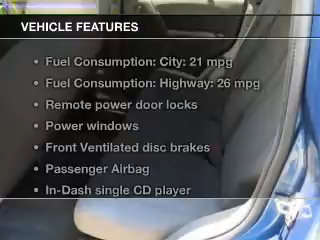 VEHICLE FEATURES
• Fuel Consumption: City: 21 mpg
• Fuel Consumption: Highway: 26 mpg
• Remote power door locks
• Power windows
• Front Ventilated disc brakes
• Passenger Airbag
• In-Dash single CD player